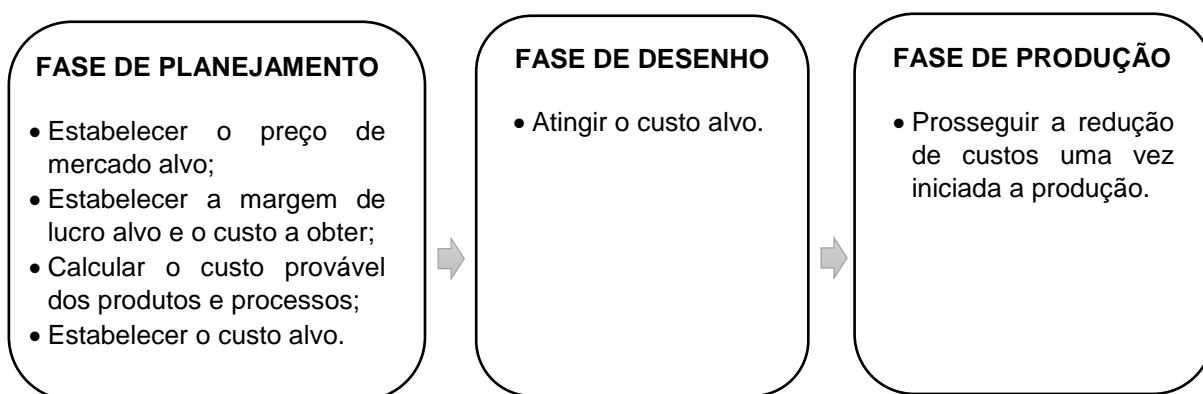 FASE DE PLANEJAMENTO
• Estabelecer o preço de
mercado alvo;
• Estabelecer a margem de
lucro alvo e o custo a obter;
• Calcular o custo provável
dos produtos e processos;
• Estabelecer o custo alvo.
FASE DE DESENHO
• Atingir o custo alvo.
FASE DE PRODUÇÃO
• Prosseguir a redução
de custos uma vez
iniciada a produção.